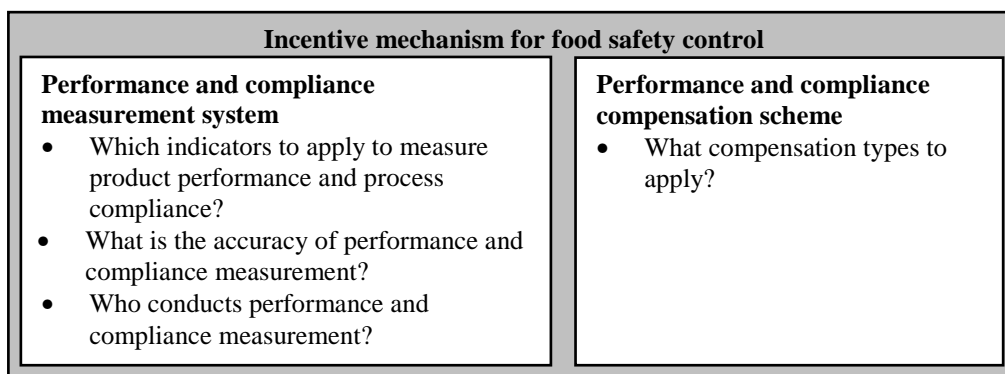 Incentive mechanism for food safety control
Performance and compliance
measurement system
• Which indicators to apply to measure
product performance and process
compliance?
• What is the accuracy of performance and
compliance measurement?
• Who conducts performance and
compliance measurement?
Performance and compliance
compensation scheme
• What compensation types to
apply?